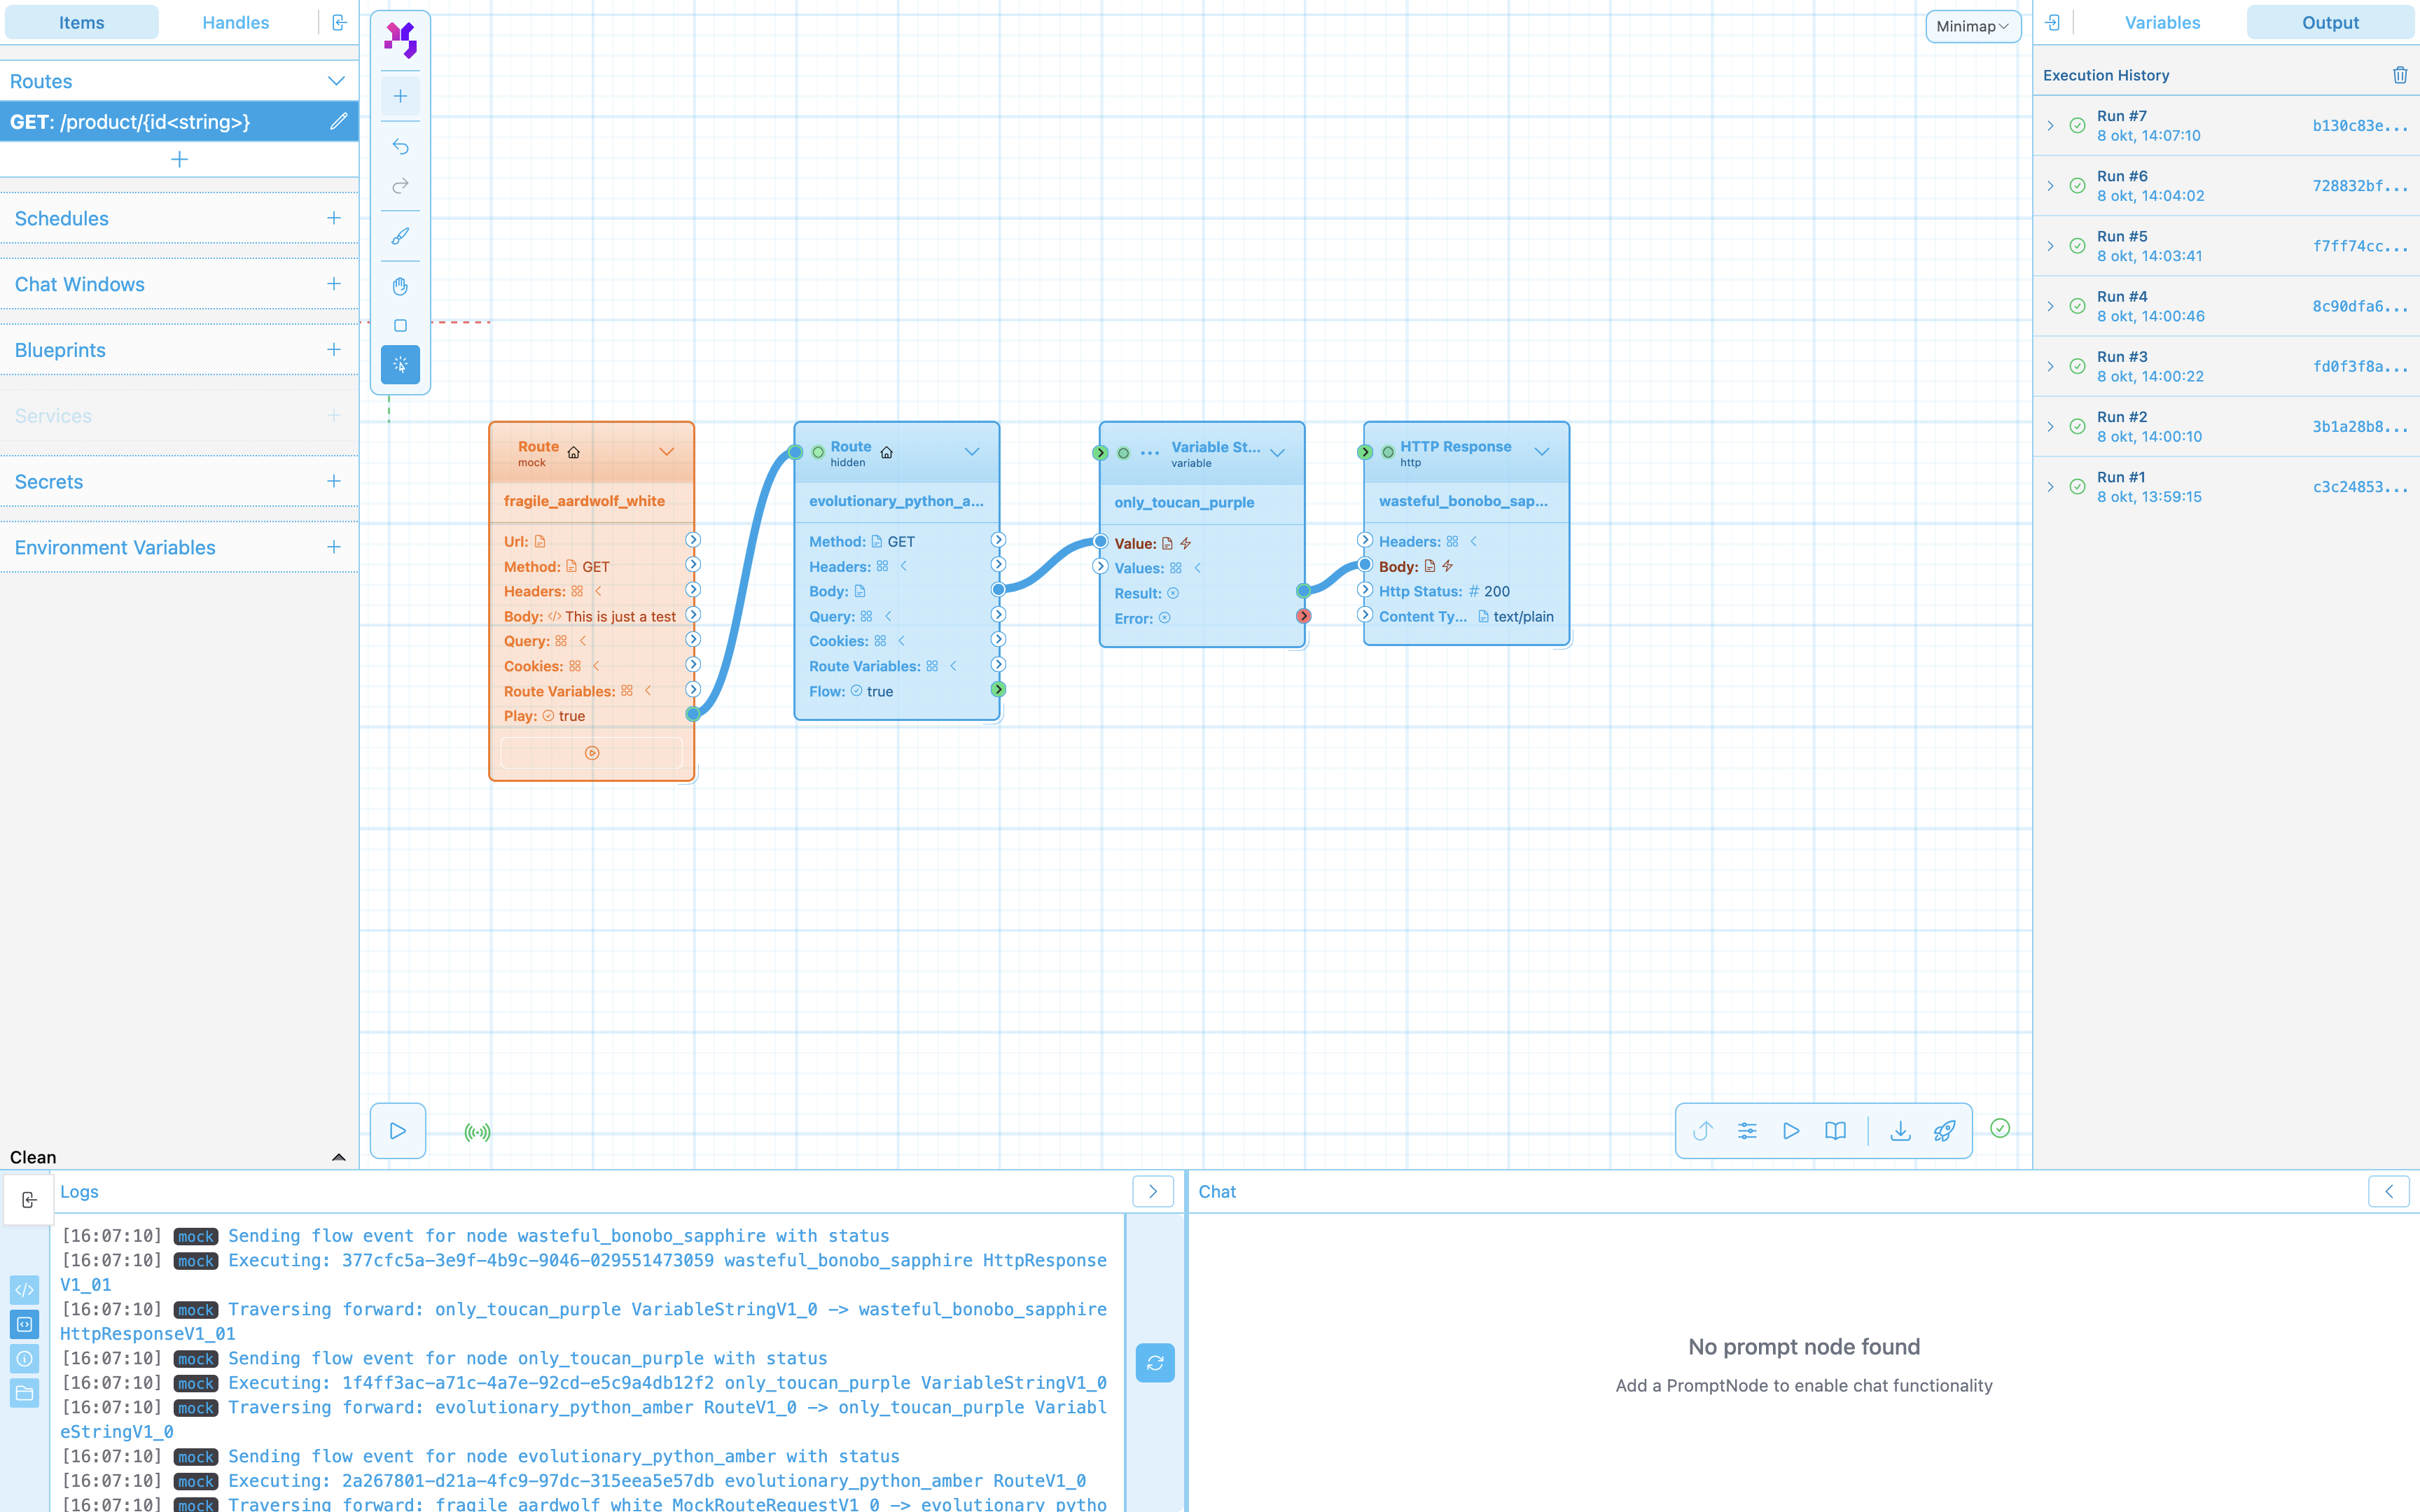 Items
Handles
Routes
GET: /product/{id<string>}
Schedules
Chat Windows
Blueprints
Services
Secrets
Environment Variables
Clean
Minimap
Route
mock
fragile_aardwolf_white
Url:
Method: GET
Headers:
Body: </> This is just a test
Query:
Cookies:
Route Variables:
Play: true
Route
hidden
evolutionary_python_a...
Method: GET
Headers:
Body:
Query:
Cookies:
Route Variables:
Flow: true
Variable St...
variable
only_toucan_purple
Value:
Values:
Result:
Error:
HTTP Response
http
wasteful_bonobo_sap...
Headers:
Body:
Http Status: # 200
Content Ty... text/plain
Variables
Output
Execution History
Run #7
8 okt, 14:07:10
b130c83e...
Run #6
8 okt, 14:04:02
728832bf...
Run #5
8 okt, 14:03:41
f7ff74cc...
Run #4
8 okt, 14:00:46
8c90dfa6...
Run #3
8 okt, 14:00:22
fd0f3f8a...
Run #2
8 okt, 14:00:10
3b1a28b8...
Run #1
8 okt, 13:59:15
c3c24853...
Logs
[16:07:10] mock Sending flow event for node wasteful_bonobo_sapphire with status
[16:07:10] mock Executing: 377cfc5a-3e9f-4b9c-9046-029551473059 wasteful_bonobo_sapphire HttpResponse
V1_01
[16:07:10] mock Traversing forward: only_toucan_purple VariableStringV1_0 -> wasteful_bonobo_sapphire
HttpResponseV1_01
[16:07:10] mock Sending flow event for node only_toucan_purple with status
[16:07:10] mock Executing: 1f4ff3ac-a71c-4a7e-92cd-e5c9a4db12f2 only_toucan_purple VariableStringV1_0
[16:07:10] mock Traversing forward: evolutionary_python_amber RouteV1_0 -> only_toucan_purple Variabl
eStringV1_0
[16:07:10] mock Sending flow event for node evolutionary_python_amber with status
[16:07:10] mock Executing: 2a267801-d21a-4fc9-97dc-315eea5e57db evolutionary_python_amber RouteV1_0
[16:07:10] mock Traversing forward: fragile_aardwolf_white MockRouteRequestV1_0 -> evolutionary_pytho
Chat
No prompt node found
Add a PromptNode to enable chat functionality